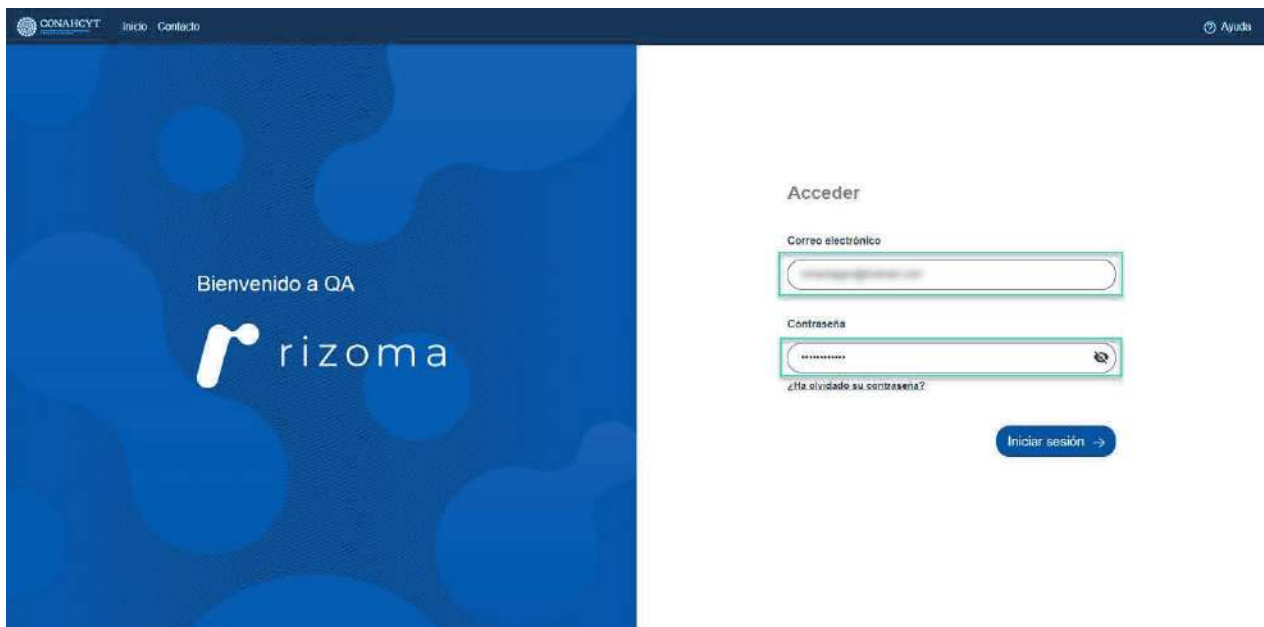 CONAHCYT
Inicio Contacto
Ayuda
Bienvenido a QA
rizoma
Acceder
Correo electrónico
Contraseña
¿Ha olvidado su contraseña?
Iniciar sesión